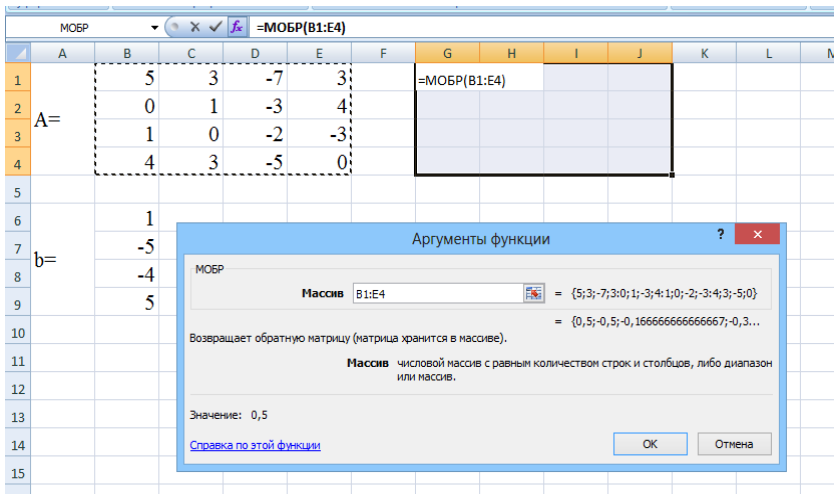 МОБР =МОБР(B1:E4)
A B C D E F G H I J K L M
1 5 3 -7 3 =МОБР(B1:E4)
2 0 1 -3 4
A=
3 1 0 -2 -3
4 4 3 -5 0
5
6 1
7 -5
b=
8 -4
9 5
10
11
12
13
14
15
Аргументы функции ? x
МОБР
Массив B1:E4 = {5;3;-7;3:0;1;-3;4:1;0;-2;-3:4;3;-5;0}
= {0,5;-0,5;-0,166666666666667;-0,3...
Возвращает обратную матрицу (матрица хранится в массиве).
Массив числовой массив с равным количеством строк и столбцов, либо диапазон
или массив.
Значение: 0,5
Справка по этой функции ОК Отмена